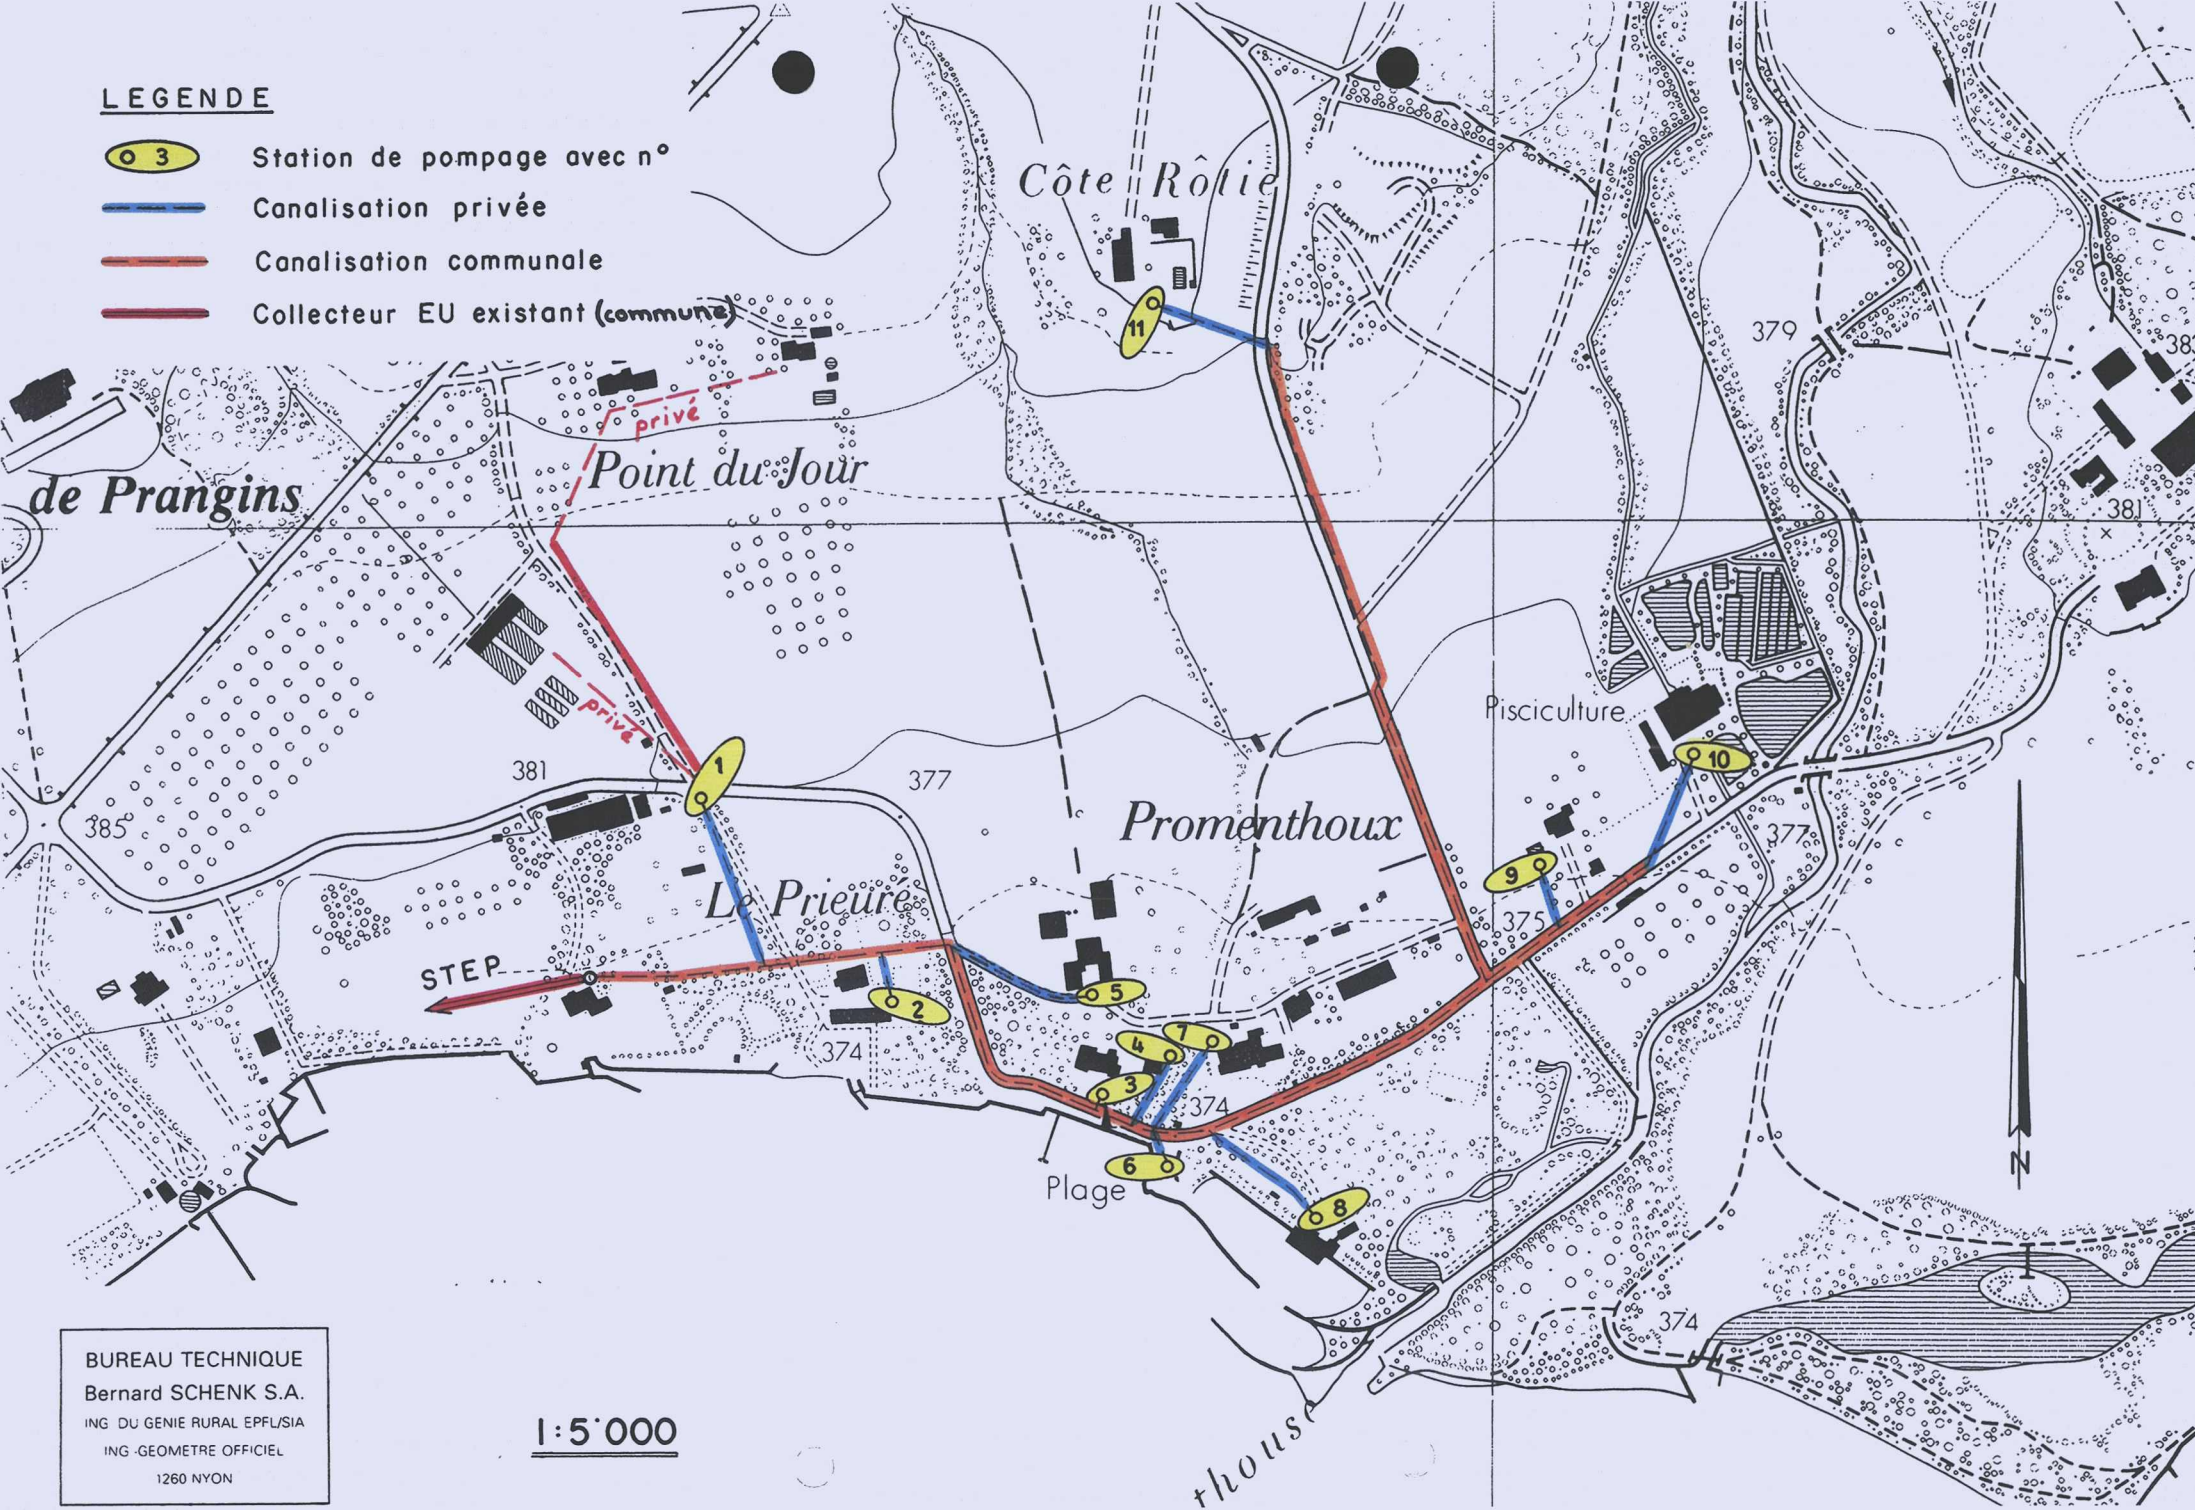 LEGENDE
3 Station de pompage avec n°
Canalisation privée
Canalisation communale
Collecteur EU existant (commune)
Côte Rôtie
11
379
38
privé
Point du Jour
de Prangins
381
privé
Pisciculture
1
10
381
377
385
Promenthoux
377
9
Le Prieuré
375
STEP
5
2
7
4
374
3
374
6
Plage
8
N
374
BUREAU TECHNIQUE
Bernard SCHENK S.A.
ING DU GENIE RURAL EPFL/SIA
ING-GEOMETRE OFFICIEL
1260 NYON
1:5'000
thouse